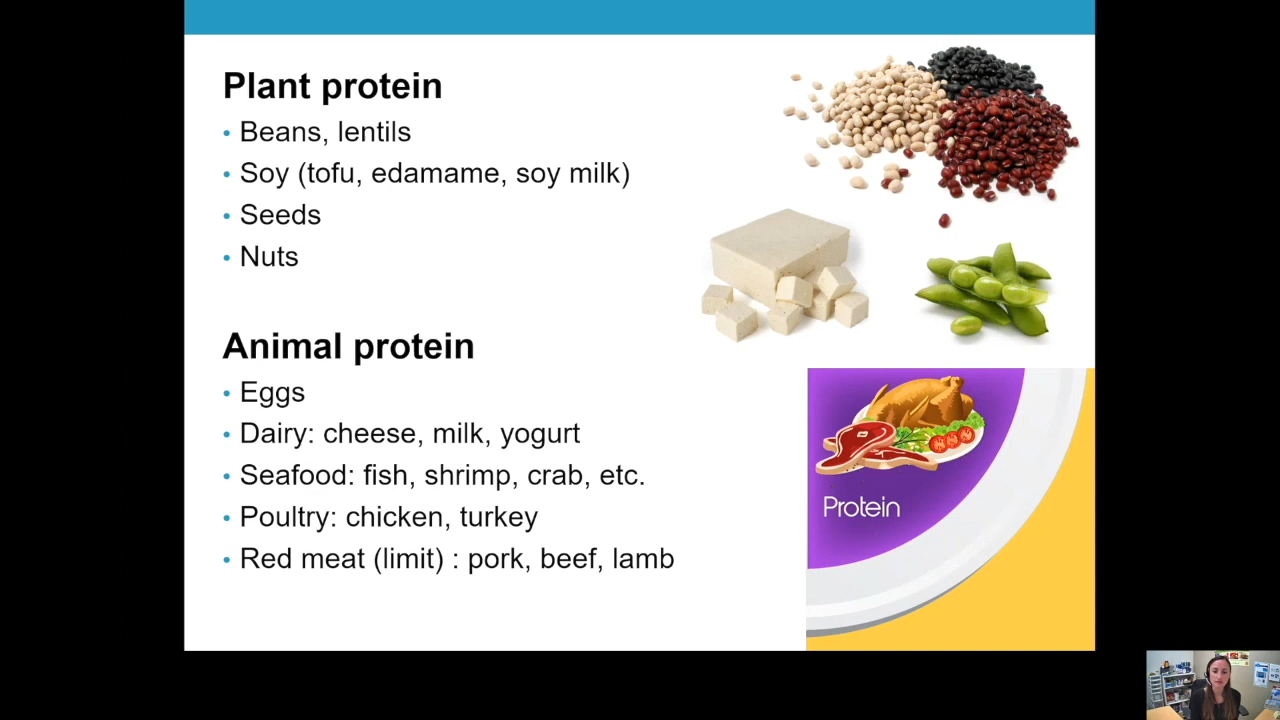 Plant protein
• Beans, lentils
• Soy (tofu, edamame, soy milk)
• Seeds
• Nuts
Animal protein
• Eggs
• Dairy: cheese, milk, yogurt
• Seafood: fish, shrimp, crab, etc.
• Poultry: chicken, turkey
• Red meat (limit) : pork, beef, lamb
Protein